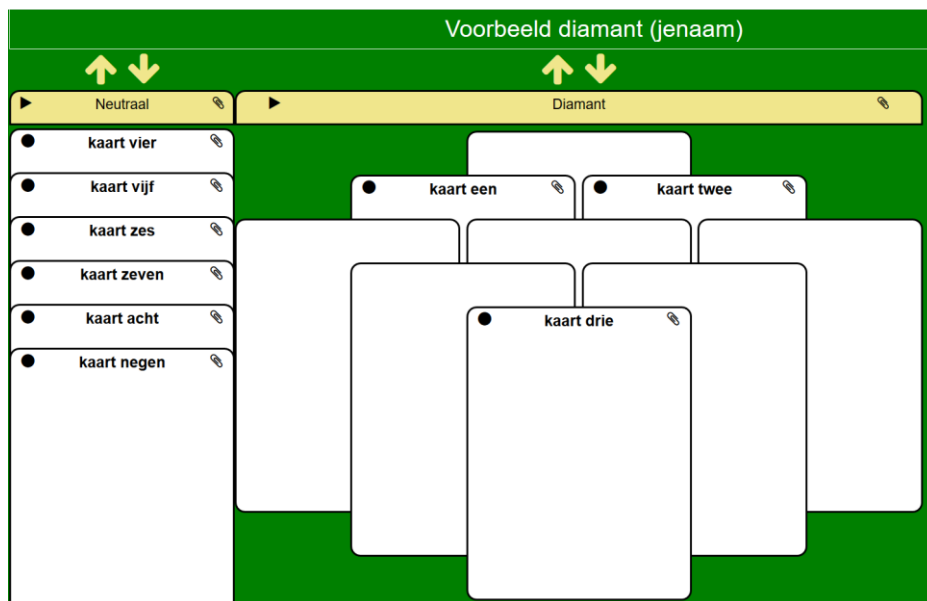 Voorbeeld diamant (jenaam)
Neutraal
Diamant
kaart vier
kaart vijf
kaart zes
kaart zeven
kaart acht
kaart negen
kaart een
kaart twee
kaart drie